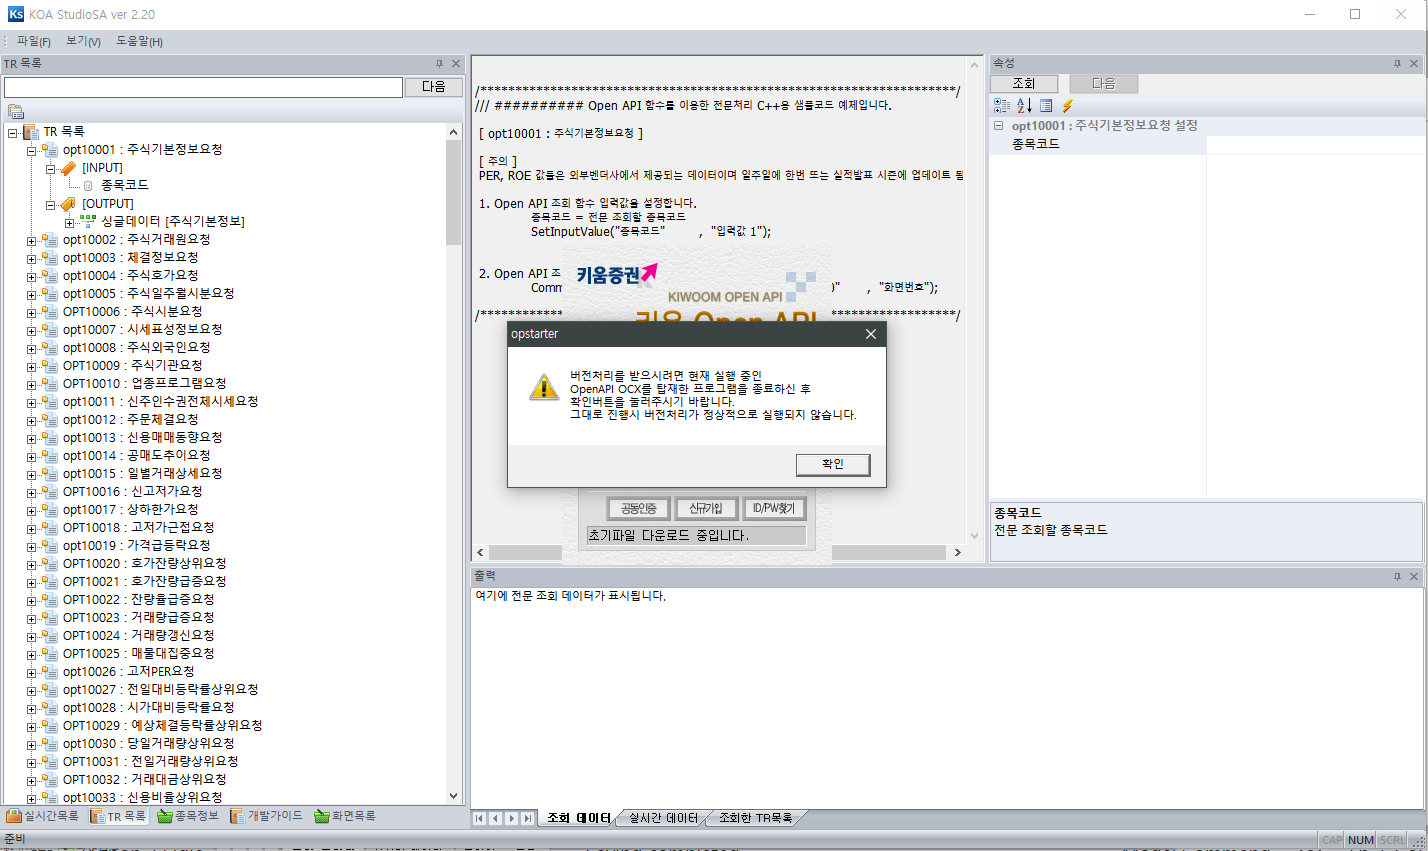 KOA StudioSA ver 2.20
파일(F) 보기(V) 도움말(H)
TR 목록
다음
TR 목록
opt10001 : 주식기본정보요청
[INPUT]
종목코드
[OUTPUT]
싱글데이터 [주식기본정보]
opt10002 : 주식거래원요청
opt10003 : 체결정보요청
opt10004 : 주식호가요청
opt10005 : 주식일주월시분요청
OPT10006 : 주식시분요청
opt10007 : 시세표성정보요청
opt10008 : 주식외국인요청
OPT10009 : 주식기관요청
OPT10010 : 업종프로그램요청
opt10011 : 신주인수권전체시세요청
opt10012 : 주문체결요청
opt10013 : 신용매매동향요청
opt10014 : 공매도추이요청
opt10015 : 일별거래상세요청
OPT10016 : 신고저가요청
opt10017 : 상하한가요청
OPT10018 : 고저가근접요청
opt10019 : 가격급등락요청
OPT10020 : 호가잔량상위요청
OPT10021 : 호가잔량급증요청
OPT10022 : 잔량율급증요청
OPT10023 : 거래량급증요청
OPT10024 : 거래량갱신요청
OPT10025 : 매물대집중요청
opt10026 : 고저PER요청
opt10027 : 전일대비등락률상위요청
opt10028 : 시가대비등락률요청
OPT10029 : 예상체결등락률상위요청
opt10030 : 당일거래량상위요청
OPT10031 : 전일거래량상위요청
OPT10032 : 거래대금상위요청
opt10033 : 신용비율상위요청
실시간목록 TR 목록 종목정보 개발가이드 화면목록
/// ########## Open API 함수를 이용한 전문처리 C++용 샘플코드 예제입니다.
[ opt10001 : 주식기본정보요청 ]
[ 주의 ]
PER, ROE 값들은 외부벤더사에서 제공되는 데이터이며 일주일에 한번 또는 실적발표 시즌에 업데이트 됨
1. Open API 조회 함수 입력값을 설정합니다.
종목코드 = 전문 조회할 종목코드
SetInputValue("종목코드" , "입력값 1");
2. Open API 조
Comm 0" , "화면번호");
키움증권
KIWOOM OPEN API
키움 Open API
opstarter
버전처리를 받으시려면 현재 실행 중인
OpenAPI OCX를 탑재한 프로그램을 종료하신 후
확인버튼을 눌러주시기 바랍니다.
그대로 진행시 버전처리가 정상적으로 실행되지 않습니다.
확인
공동인증 신규가입 ID/PW찾기
초기파일 다운로드 중입니다.
속성
조회 다음
opt10001 : 주식기본정보요청 설정
종목코드
종목코드
전문 조회할 종목코드
출력
여기에 전문 조회 데이터가 표시됩니다.
조회 데이터 실시간 데이터 조회한 TR목록
준비
CAP NUM SCRL